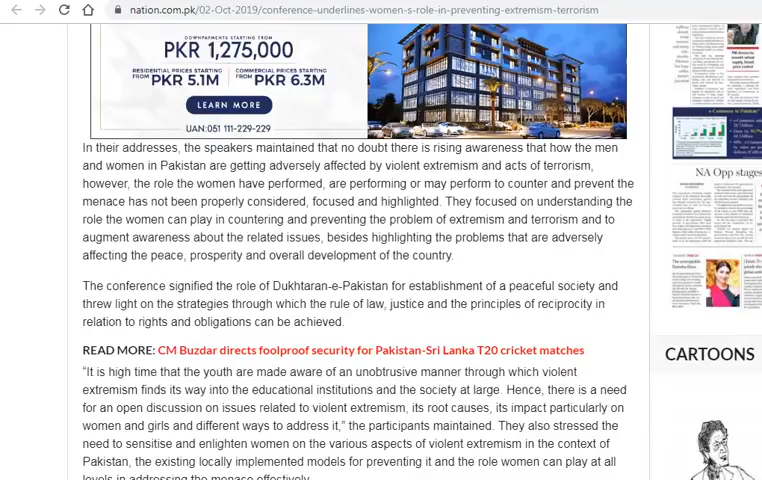 nation.com.pk/02-Oct-2019/conference-underlines-women-s-role-in-preventing-extremism-terrorism
DOWNPAYMENTS STARTING FROM
PKR 1,275,000
RESIDENTIAL PRICES STARTING
FROM PKR 5.1M
COMMERCIAL PRICES STARTING
FROM PKR 6.3M
LEARN MORE
UAN:051 111-229-229
In their addresses, the speakers maintained that no doubt there is rising awareness that how the men
and women in Pakistan are getting adversely affected by violent extremism and acts of terrorism,
however, the role the women have performed, are performing or may perform to counter and prevent the
menace has not been properly considered, focused and highlighted. They focused on understanding the
role the women can play in countering and preventing the problem of extremism and terrorism and to
augment awareness about the related issues, besides highlighting the problems that are adversely
affecting the peace, prosperity and overall development of the country.
The conference signified the role of Dukhtaran-e-Pakistan for establishment of a peaceful society and
threw light on the strategies through which the rule of law, justice and the principles of reciprocity in
relation to rights and obligations can be achieved.
READ MORE: CM Buzdar directs foolproof security for Pakistan-Sri Lanka T20 cricket matches
“It is high time that the youth are made aware of an unobtrusive manner through which violent
extremism finds its way into the educational institutions and the society at large. Hence, there is a need
for an open discussion on issues related to violent extremism, its root causes, its impact particularly on
women and girls and different ways to address it,” the participants maintained. They also stressed the
need to sensitise and enlighten women on the various aspects of violent extremism in the context of
Pakistan, the existing locally implemented models for preventing it and the role women can play at all
levels in addressing the menace effectively.
NA Opp stages
CARTOONS